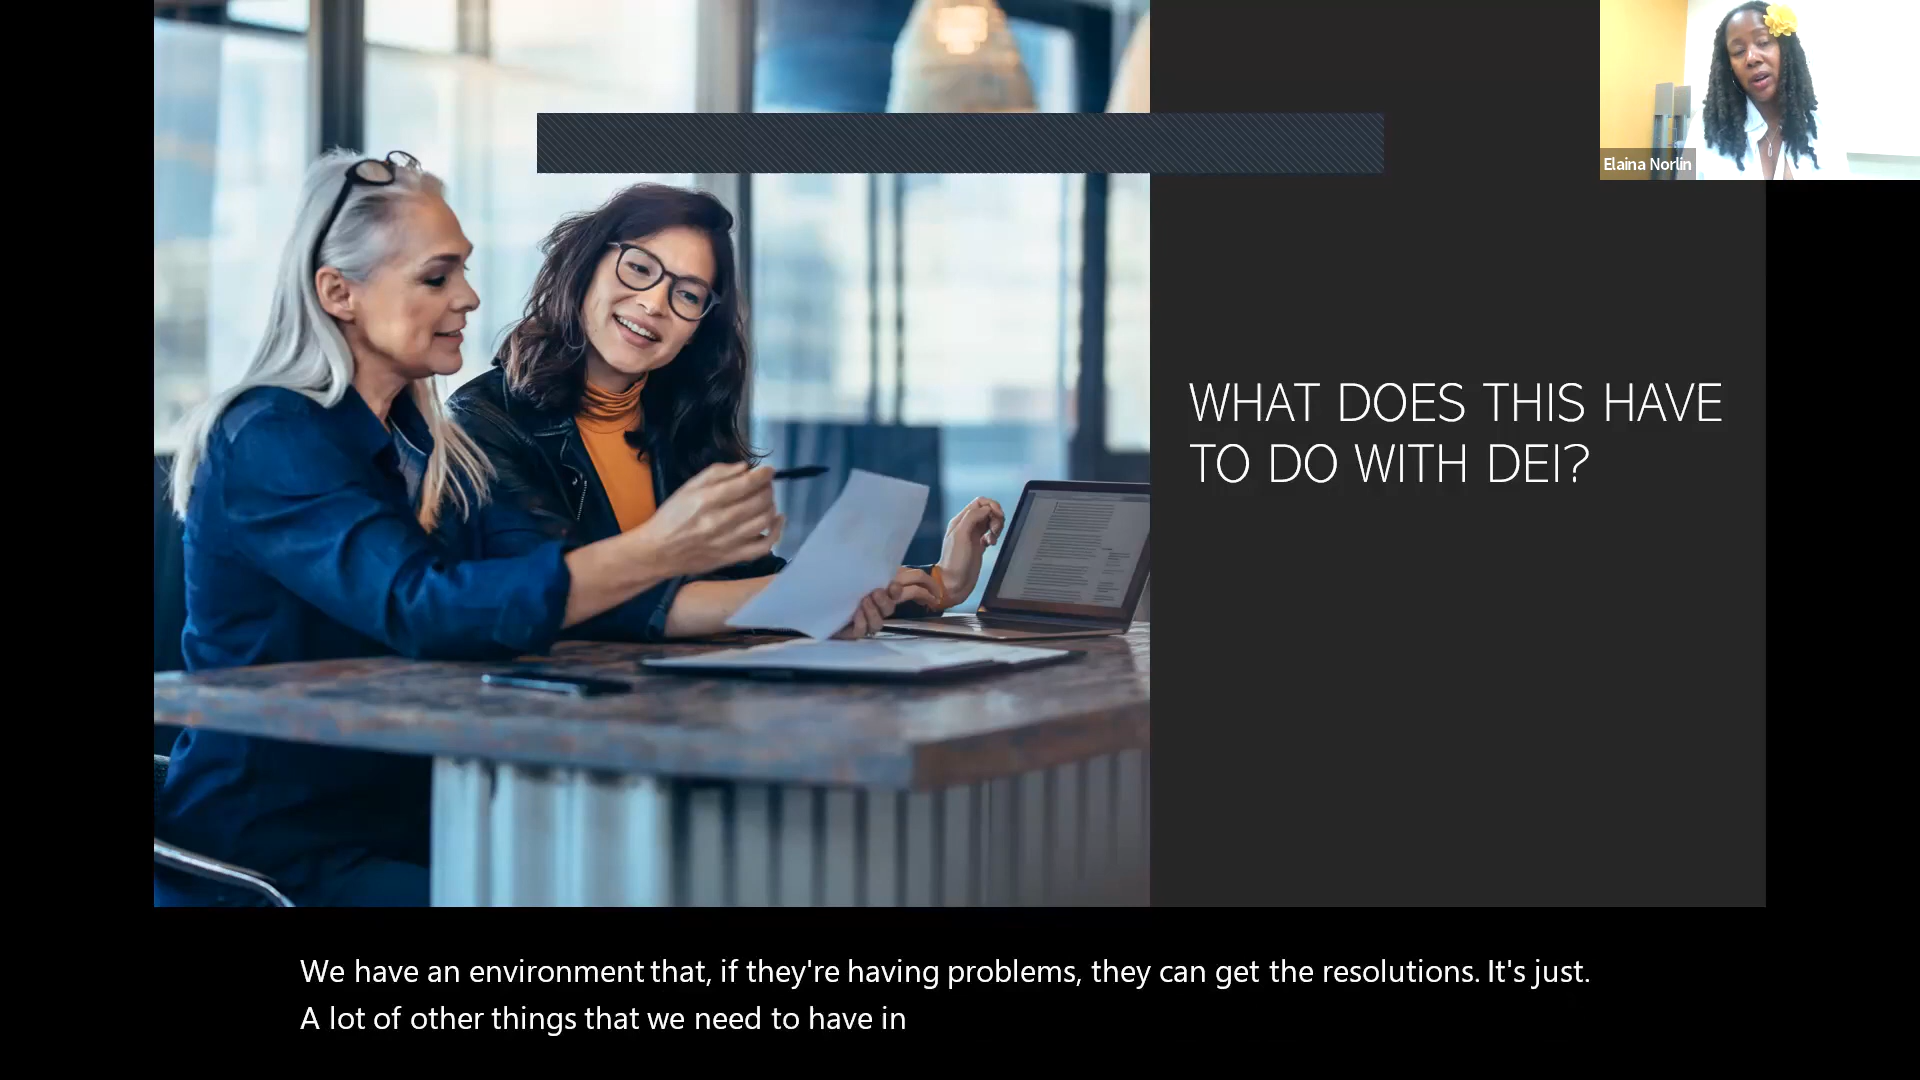 Elaina Norlin
WHAT DOES THIS HAVE
TO DO WITH DEI?
We have an environment that, if they're having problems, they can get the resolutions. It's just.
A lot of other things that we need to have in